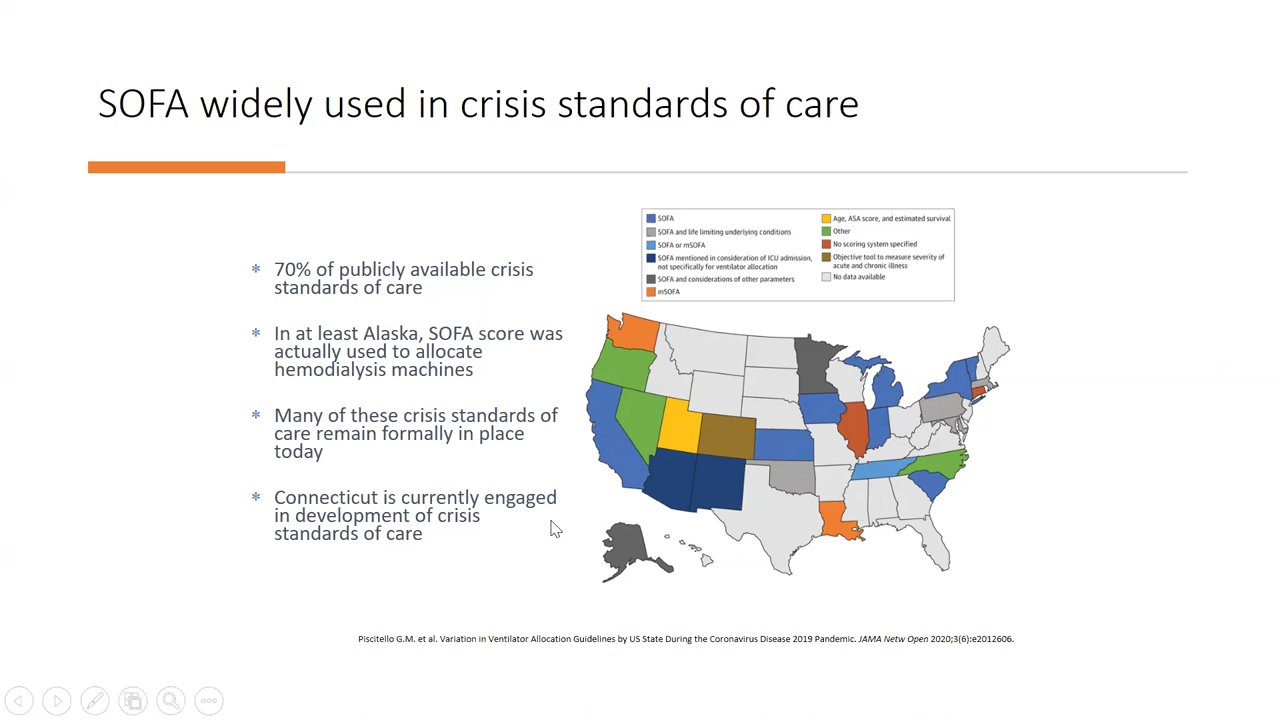 SOFA widely used in crisis standards of care
* 70% of publicly available crisis
standards of care
* In at least Alaska, SOFA score was
actually used to allocate
hemodialysis machines
* Many of these crisis standards of
care remain formally in place
today
* Connecticut is currently engaged
in development of crisis
standards of care
SOFA
SOFA and life limiting underlying conditions
SOFA or mSOFA
SOFA mentioned in consideration of ICU admission,
not specifically for ventilator allocation
SOFA and considerations of other parameters
mSOFA
Age, ASA score, and estimated survival
Other
No scoring system specified
Objective tool to measure severity of
acute and chronic illness
No data available
Piscitello G.M. et al. Variation in Ventilator Allocation Guidelines by US State During the Coronavirus Disease 2019 Pandemic. JAMA Netw Open 2020;3(6):e2012606.